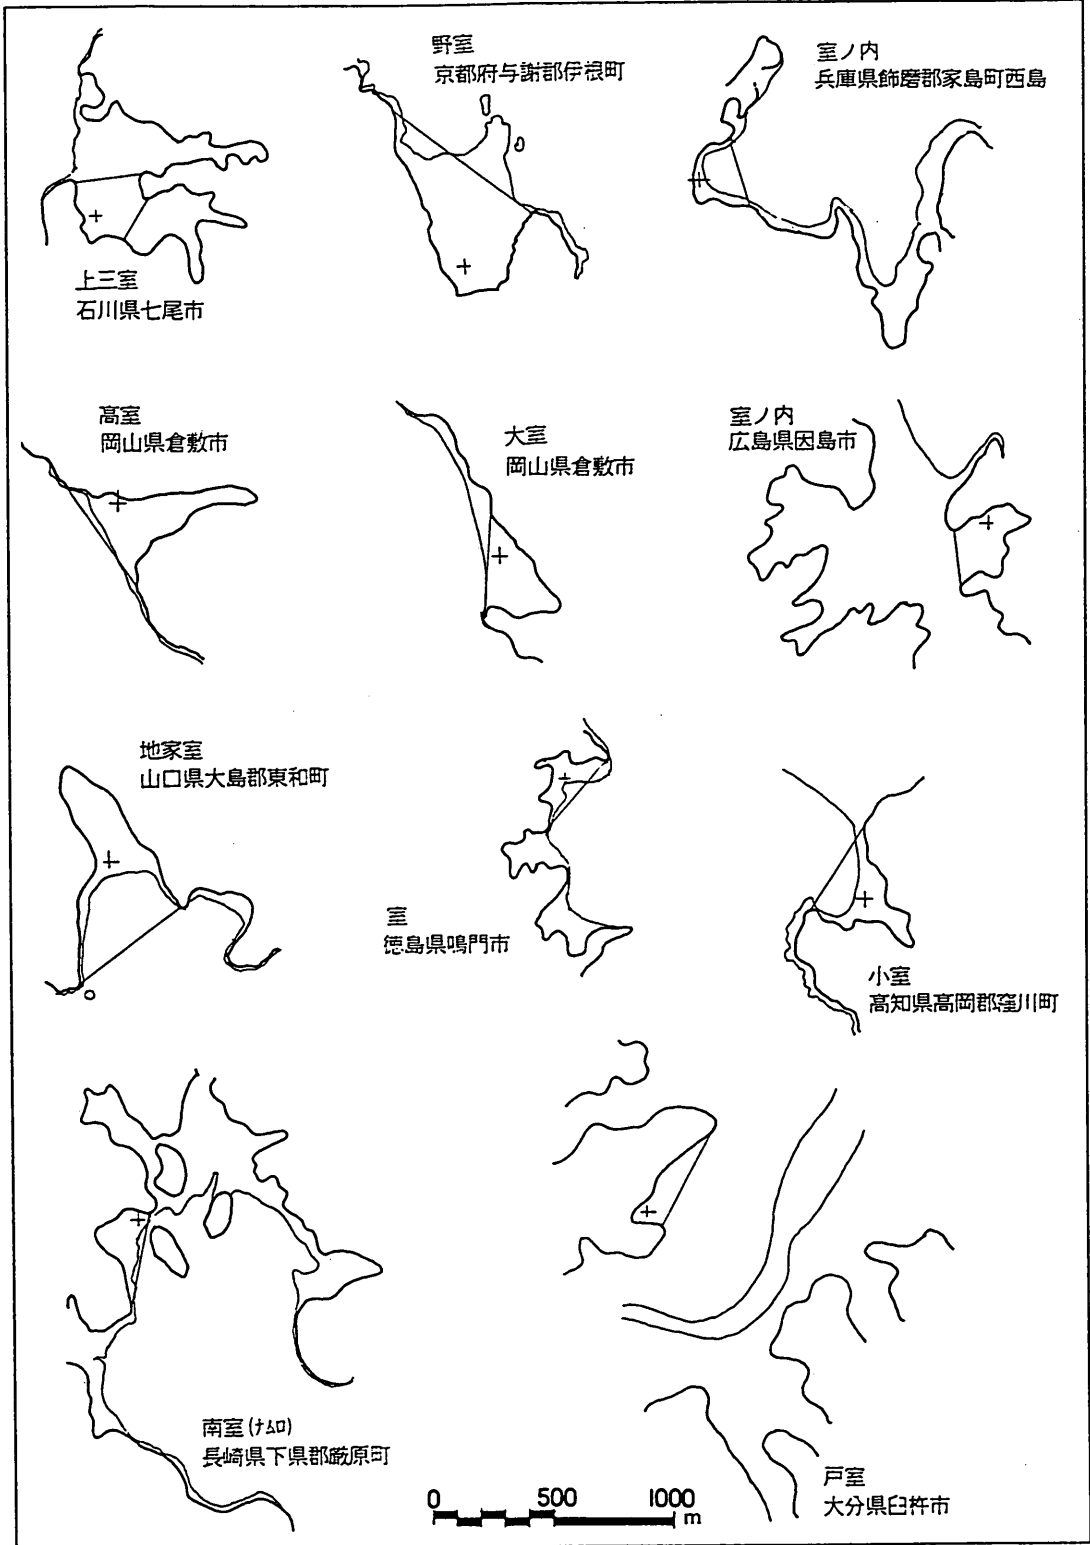 野室
京都府与謝郡伊根町
室ノ内
兵庫県飾磨郡家島町西島
上三室
石川県七尾市
高室
岡山県倉敷市
大室
岡山県倉敷市
室ノ内
広島県因島市
地家室
山口県大島郡東和町
室
徳島県鳴門市
小室
高知県高岡郡窪川町
南室(ナムロ)
長崎県下県郡厳原町
戸室
大分県臼杵市
0 500 1000
m